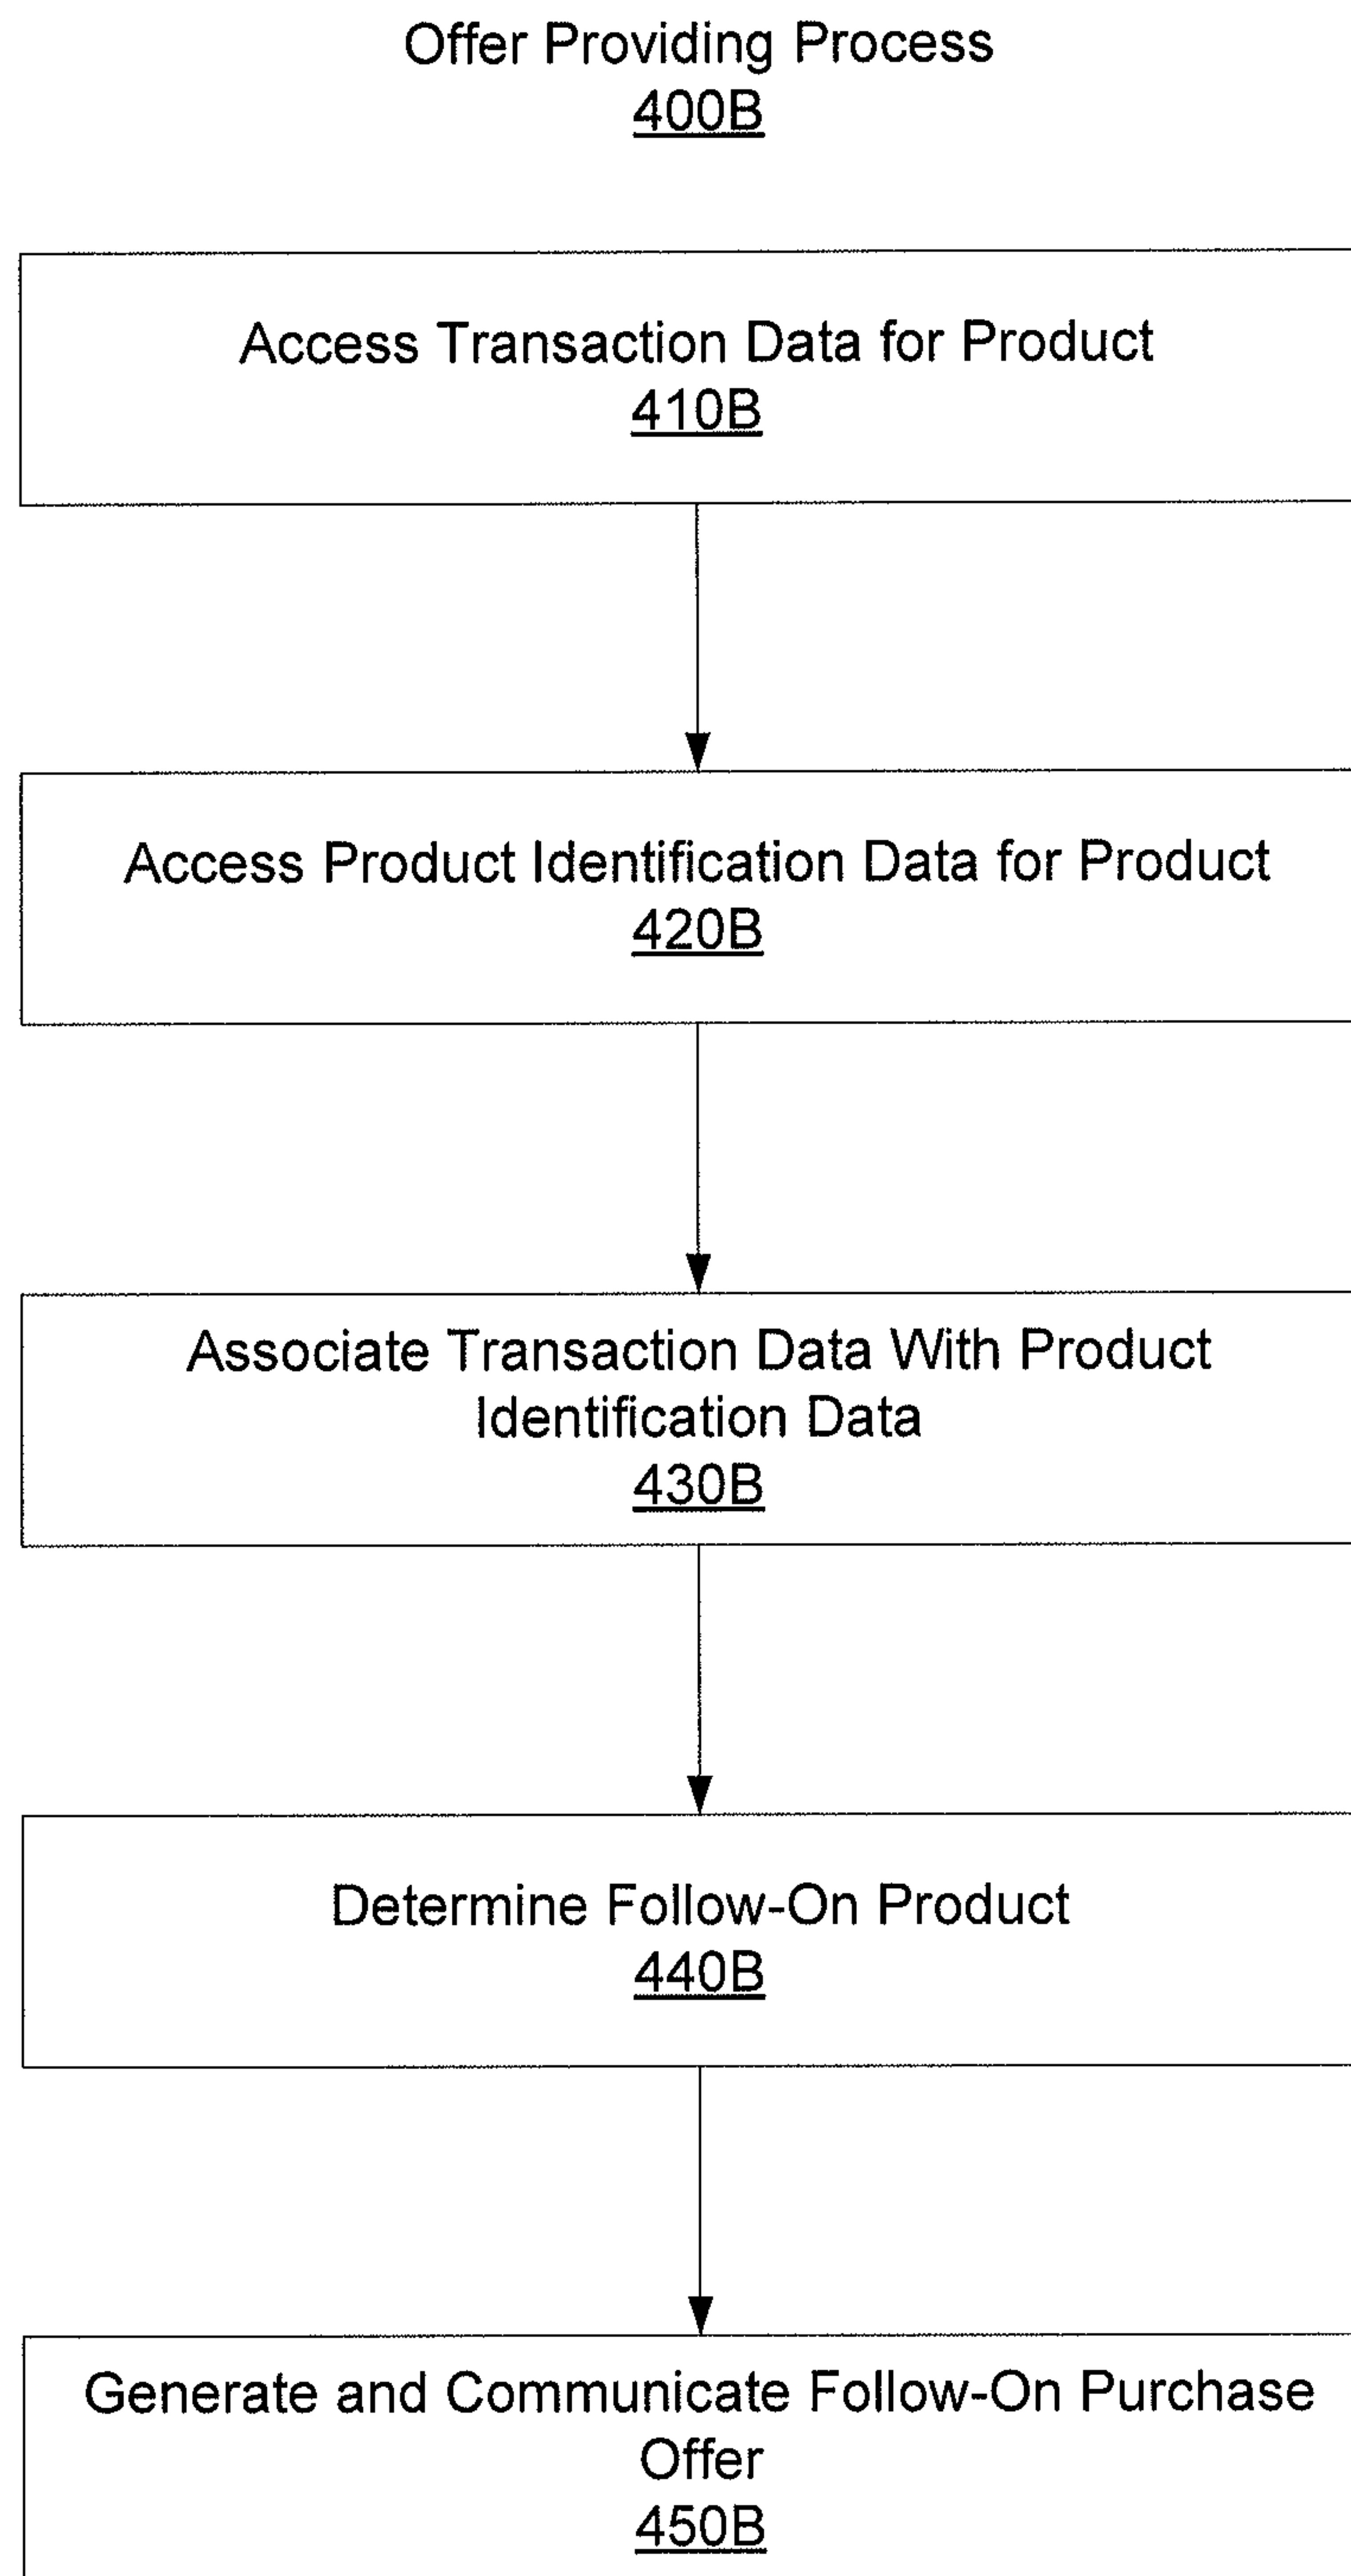 Offer Providing Process
400B
Access Transaction Data for Product
410B
Access Product Identification Data for Product
420B
Associate Transaction Data With Product
Identification Data
430B
Determine Follow-On Product
440B
Generate and Communicate Follow-On Purchase
Offer
450B